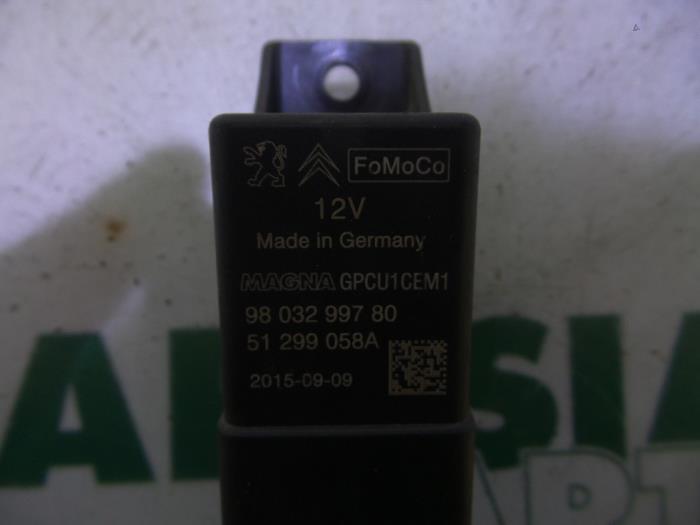 FoMoCo
12V
Made in Germany
MAGNA GPCU1CEM1
98 032 997 80
51 299 058A
2015-09-09